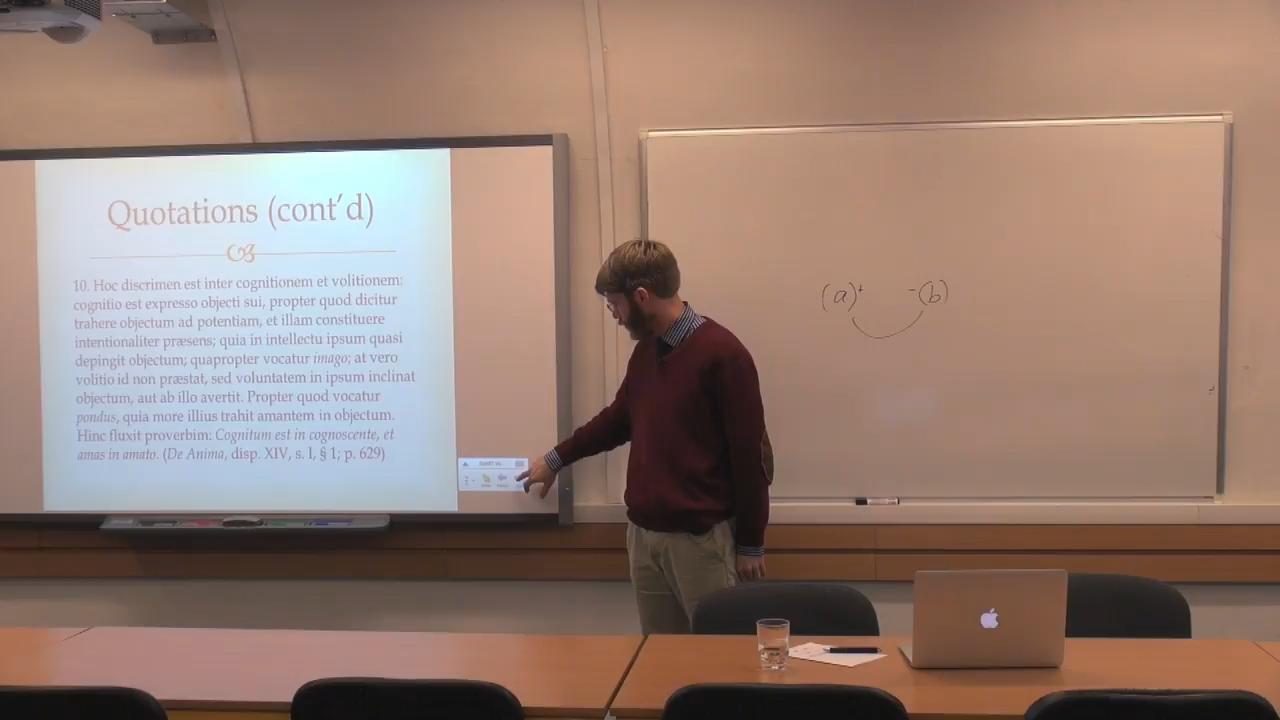 Quotations (cont'd)
10. Hoc discrimen est inter cognitionem et volitionem:
cognitio est expresso objecti sui, propter quod dicitur
trahere objectum ad potentiam, et illam constituere
intentionaliter præsens; quia in intellectu ipsum quasi
depingit objectum; quapropter vocatur imago; at vero
volitio id non præstat, sed voluntatem in ipsum inclinat
objectum, aut ab illo avertit. Propter quod vocatur
pondus, quia more illius trahit amantem in objectum.
Hinc fluxit proverbim: Cognitum est in cognoscente, et
amas in amato. (De Anima, disp. XIV, s. I, § 1; p. 629)
(a)⁺ ⁻(b)